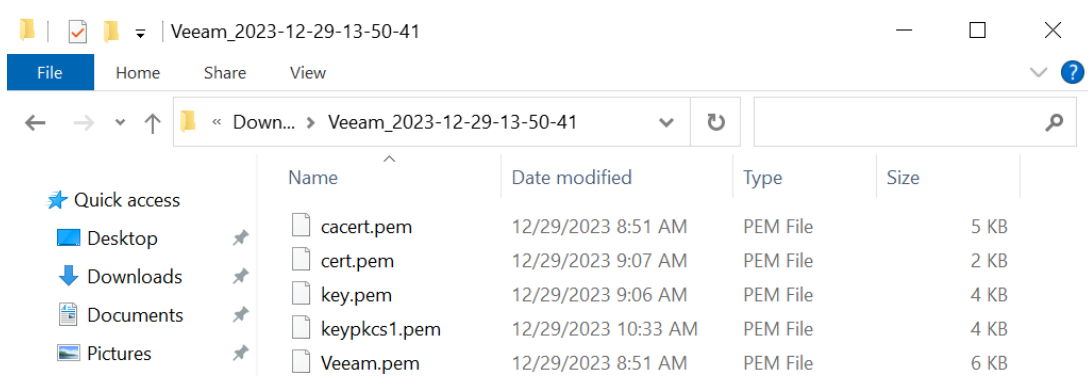 Veeam_2023-12-29-13-50-41
File Home Share View ?
« Down... > Veeam_2023-12-29-13-50-41
Name Date modified Type Size
Quick access
Desktop
Downloads
Documents
Pictures
cacert.pem 12/29/2023 8:51 AM PEM File 5 KB
cert.pem 12/29/2023 9:07 AM PEM File 2 KB
key.pem 12/29/2023 9:06 AM PEM File 4 KB
keypkcs1.pem 12/29/2023 10:33 AM PEM File 4 KB
Veeam.pem 12/29/2023 8:51 AM PEM File 6 KB